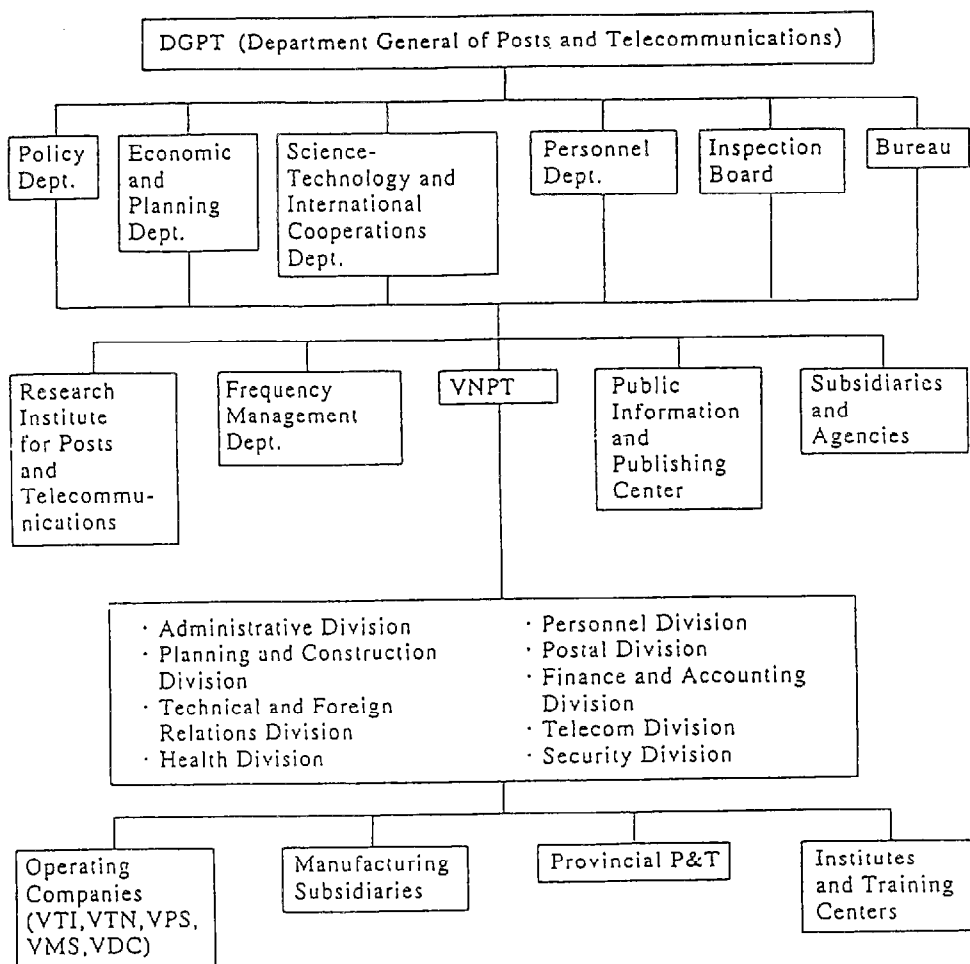 DGPT (Department General of Posts and Telecommunications)
Policy
Dept.
Economic
and
Planning
Dept.
Science-
Technology and
International
Cooperations
Dept.
Personnel
Dept.
Inspection
Board
Bureau
Research
Institute
for Posts
and
Telecommu-
nications
Frequency
Management
Dept.
VNPT
Public
Information
and
Publishing
Center
Subsidiaries
and
Agencies
· Administrative Division
· Planning and Construction
Division
· Technical and Foreign
Relations Division
· Health Division
· Personnel Division
· Postal Division
· Finance and Accounting
Division
· Telecom Division
· Security Division
Operating
Companies
(VTI,VTN,VPS,
VMS,VDC)
Manufacturing
Subsidiaries
Provincial P&T
Institutes
and Training
Centers